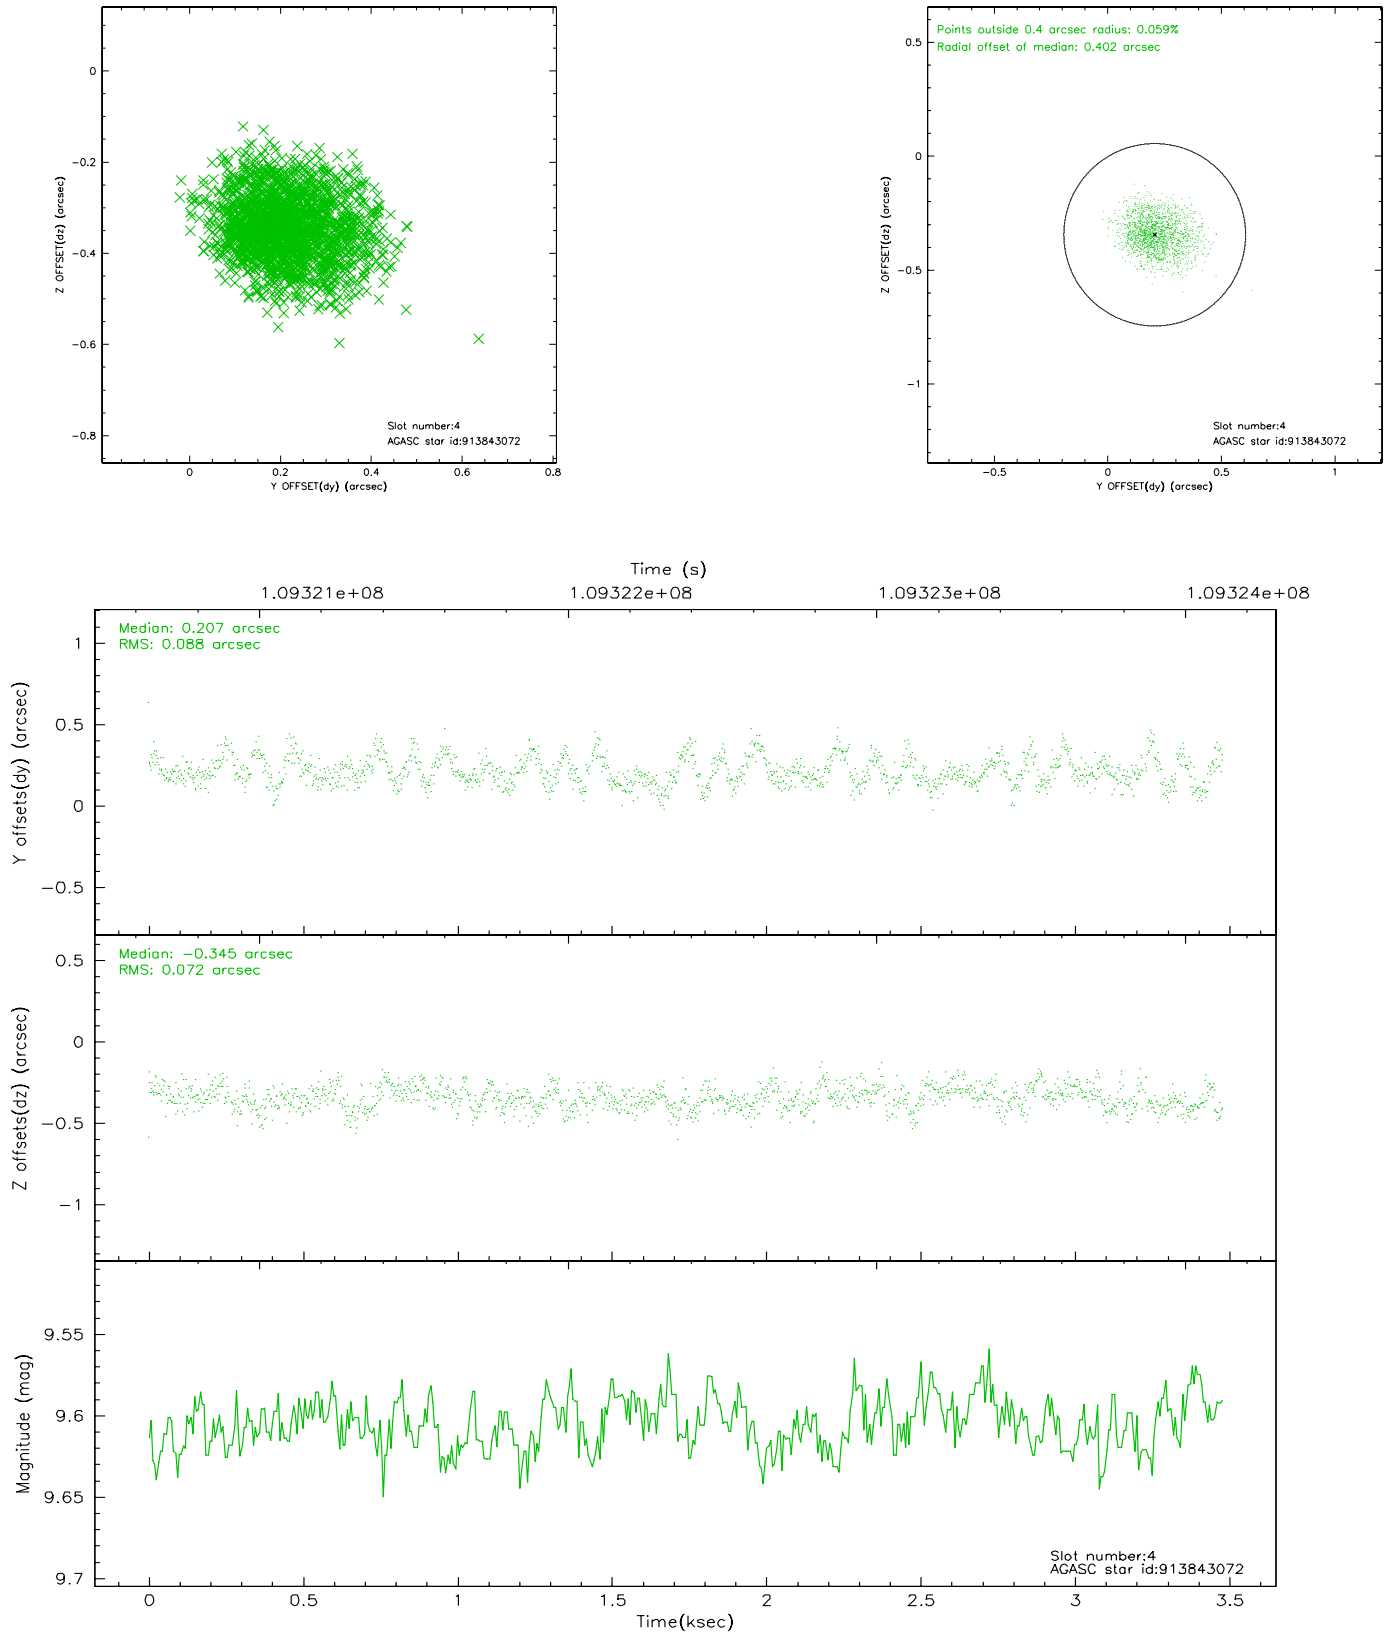 0
−0.2
−0.4
−0.6
−0.8
Z OFFSET(dz) (arcsec)
Slot number:4
AGASC star id:913843072
0 0.2 0.4 0.6 0.8
Y OFFSET(dy) (arcsec)
Points outside 0.4 arcsec radius: 0.059%
Radial offset of median: 0.402 arcsec
0.5
0
−0.5
−1
Z OFFSET(dz) (arcsec)
Slot number:4
AGASC star id:913843072
−0.5 0 0.5 1
Y OFFSET(dy) (arcsec)
Time (s)
1.09321e+08 1.09322e+08 1.09323e+08 1.09324e+08
Median: 0.207 arcsec
RMS: 0.088 arcsec
1
0.5
0
−0.5
Y offsets(dy) (arcsec)
Median: −0.345 arcsec
RMS: 0.072 arcsec
0.5
0
−0.5
−1
Z offsets(dz) (arcsec)
9.55
9.6
9.65
9.7
Magnitude (mag)
Slot number:4
AGASC star id:913843072
0 0.5 1 1.5 2 2.5 3 3.5
Time(ksec)